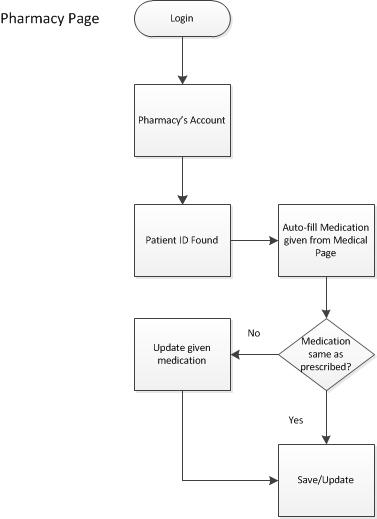 Pharmacy Page
Login
Pharmacy's Account
Patient ID Found
Auto-fill Medication
given from Medical
Page
No
Medication
same as
prescribed?
Update given
medication
Yes
Save/Update